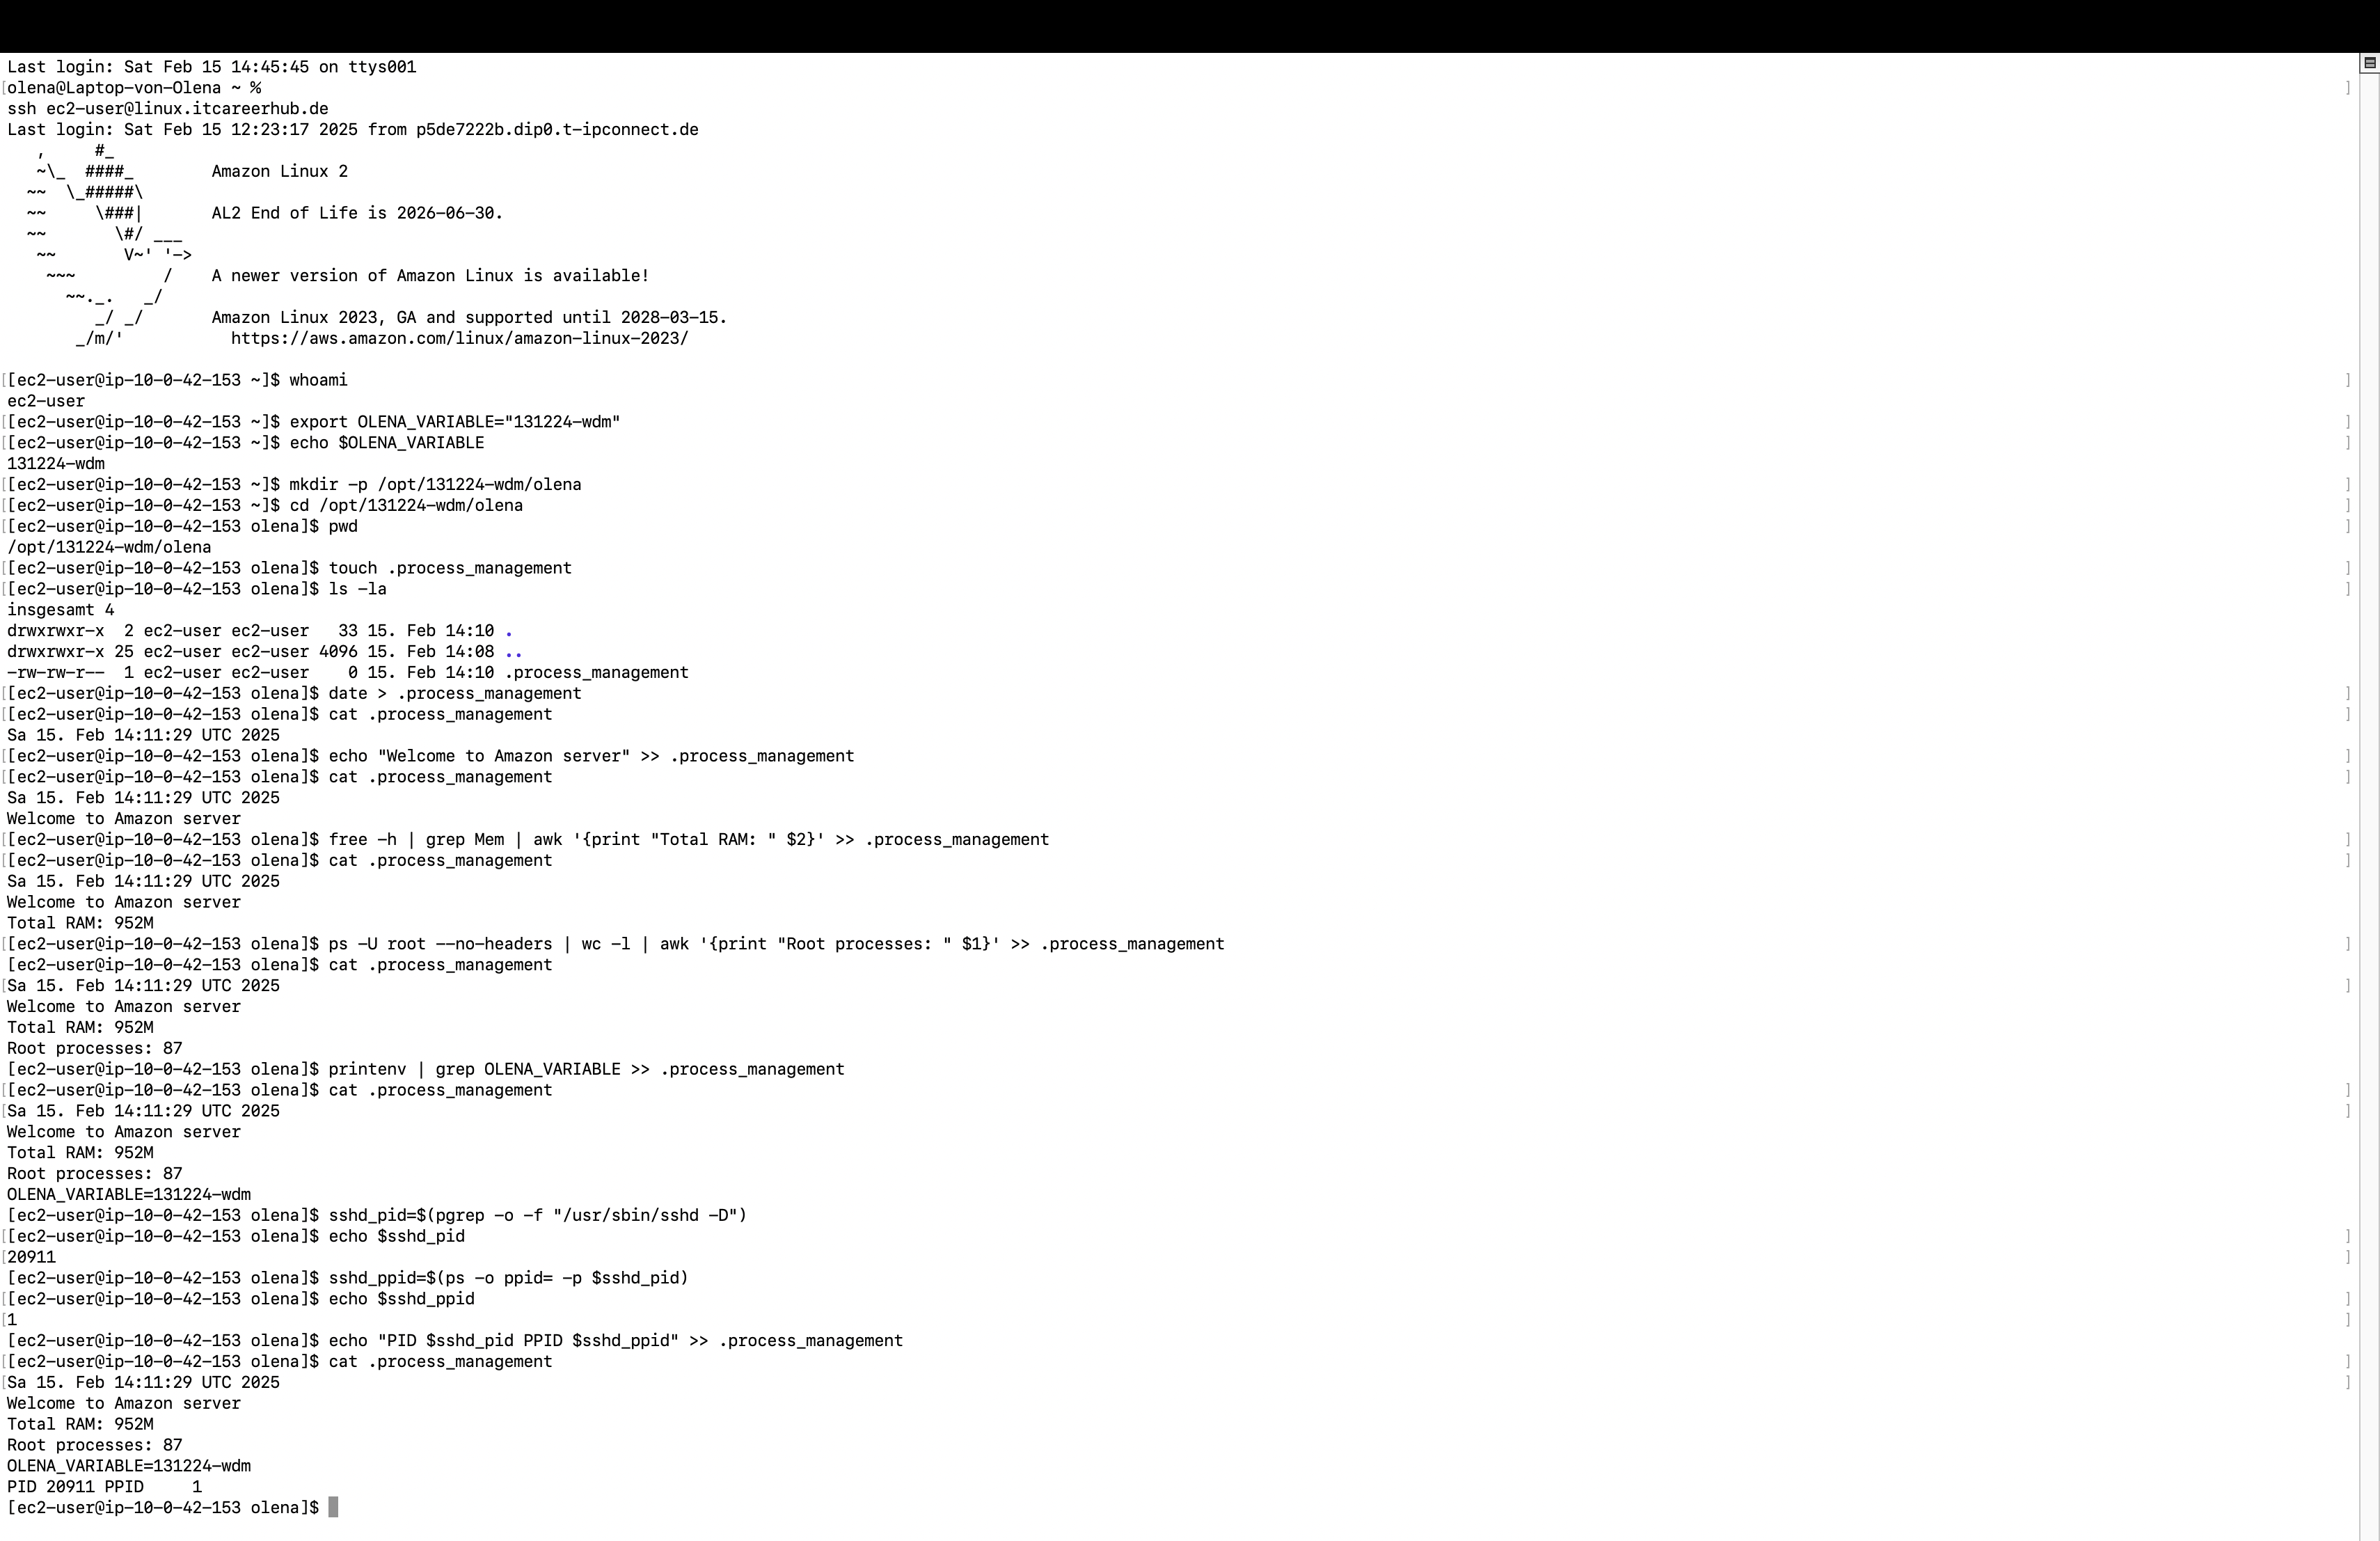 Last login: Sat Feb 15 14:45:45 on ttys001
[olena@Laptop-von-Olena ~ % ]
ssh ec2-user@linux.itcareerhub.de
Last login: Sat Feb 15 12:23:17 2025 from p5de7222b.dip0.t-ipconnect.de
   ,     #_
   ~\_  ####_        Amazon Linux 2
  ~~  \_#####\
  ~~     \###|       AL2 End of Life is 2026-06-30.
  ~~       \#/ ___
   ~~       V~' '->
    ~~~         /    A newer version of Amazon Linux is available!
      ~~._.   _/
         _/ _/       Amazon Linux 2023, GA and supported until 2028-03-15.
       _/m/'           https://aws.amazon.com/linux/amazon-linux-2023/
[[ec2-user@ip-10-0-42-153 ~]$ whoami ]
ec2-user
[[ec2-user@ip-10-0-42-153 ~]$ export OLENA_VARIABLE="131224-wdm" ]
[[ec2-user@ip-10-0-42-153 ~]$ echo $OLENA_VARIABLE ]
131224-wdm
[[ec2-user@ip-10-0-42-153 ~]$ mkdir -p /opt/131224-wdm/olena ]
[[ec2-user@ip-10-0-42-153 ~]$ cd /opt/131224-wdm/olena ]
[[ec2-user@ip-10-0-42-153 olena]$ pwd ]
/opt/131224-wdm/olena
[[ec2-user@ip-10-0-42-153 olena]$ touch .process_management ]
[[ec2-user@ip-10-0-42-153 olena]$ ls -la ]
insgesamt 4
drwxrwxr-x  2 ec2-user ec2-user   33 15. Feb 14:10 .
drwxrwxr-x 25 ec2-user ec2-user 4096 15. Feb 14:08 ..
-rw-rw-r--  1 ec2-user ec2-user    0 15. Feb 14:10 .process_management
[[ec2-user@ip-10-0-42-153 olena]$ date > .process_management ]
[[ec2-user@ip-10-0-42-153 olena]$ cat .process_management ]
Sa 15. Feb 14:11:29 UTC 2025
[[ec2-user@ip-10-0-42-153 olena]$ echo "Welcome to Amazon server" >> .process_management ]
[[ec2-user@ip-10-0-42-153 olena]$ cat .process_management ]
Sa 15. Feb 14:11:29 UTC 2025
Welcome to Amazon server
[[ec2-user@ip-10-0-42-153 olena]$ free -h | grep Mem | awk '{print "Total RAM: " $2}' >> .process_management ]
[[ec2-user@ip-10-0-42-153 olena]$ cat .process_management ]
Sa 15. Feb 14:11:29 UTC 2025
Welcome to Amazon server
Total RAM: 952M
[[ec2-user@ip-10-0-42-153 olena]$ ps -U root --no-headers | wc -l | awk '{print "Root processes: " $1}' >> .process_management ]
[ec2-user@ip-10-0-42-153 olena]$ cat .process_management
[Sa 15. Feb 14:11:29 UTC 2025 ]
Welcome to Amazon server
Total RAM: 952M
Root processes: 87
[ec2-user@ip-10-0-42-153 olena]$ printenv | grep OLENA_VARIABLE >> .process_management
[[ec2-user@ip-10-0-42-153 olena]$ cat .process_management ]
[Sa 15. Feb 14:11:29 UTC 2025 ]
Welcome to Amazon server
Total RAM: 952M
Root processes: 87
OLENA_VARIABLE=131224-wdm
[ec2-user@ip-10-0-42-153 olena]$ sshd_pid=$(pgrep -o -f "/usr/sbin/sshd -D")
[[ec2-user@ip-10-0-42-153 olena]$ echo $sshd_pid ]
[20911 ]
[ec2-user@ip-10-0-42-153 olena]$ sshd_ppid=$(ps -o ppid= -p $sshd_pid)
[[ec2-user@ip-10-0-42-153 olena]$ echo $sshd_ppid ]
[1 ]
[ec2-user@ip-10-0-42-153 olena]$ echo "PID $sshd_pid PPID $sshd_ppid" >> .process_management
[[ec2-user@ip-10-0-42-153 olena]$ cat .process_management ]
[Sa 15. Feb 14:11:29 UTC 2025 ]
Welcome to Amazon server
Total RAM: 952M
Root processes: 87
OLENA_VARIABLE=131224-wdm
PID 20911 PPID     1
[ec2-user@ip-10-0-42-153 olena]$